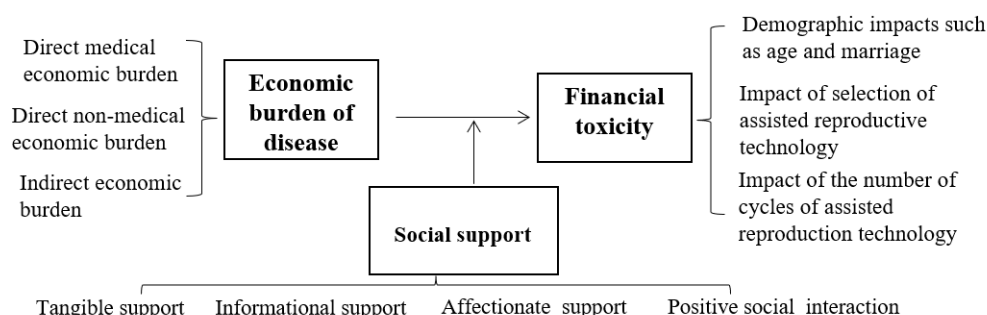 Direct medical
economic burden
Direct non-medical
economic burden
Indirect economic
burden
Economic
burden of
disease
Financial
toxicity
Demographic impacts such
as age and marriage
Impact of selection of
assisted reproductive
technology
Impact of the number of
cycles of assisted
reproduction technology
Social support
Tangible support Informational support Affectionate support Positive social interaction